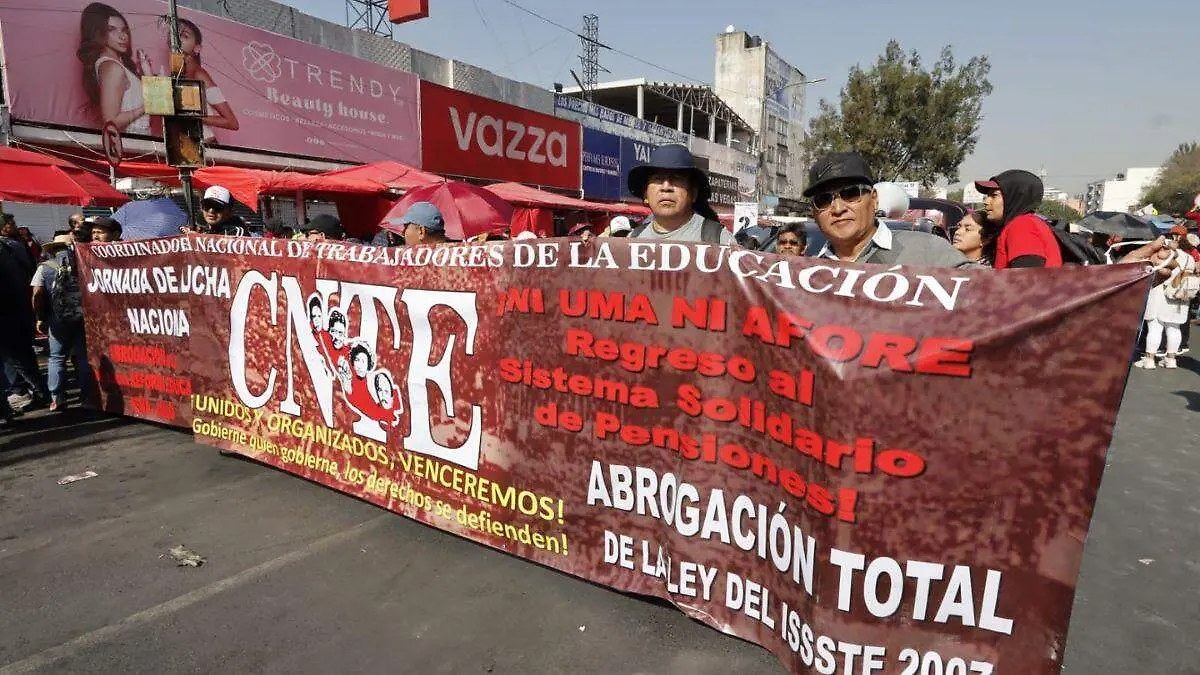 TRENDY
Beauty house
vazza
COORDINADORA NACIONAL DE TRABAJADORES DE LA EDUCACIÓN
JORNADA DE LUCHA
NACIONAL
CNTE
¡UNIDOS Y ORGANIZADOS, VENCEREMOS!
Gobierne quien gobierne, los derechos se defienden!
¡NI UMA NI AFORE
Regreso al
Sistema Solidario
de Pensiones!
ABROGACIÓN TOTAL
DE LA LEY DEL ISSSTE 2007